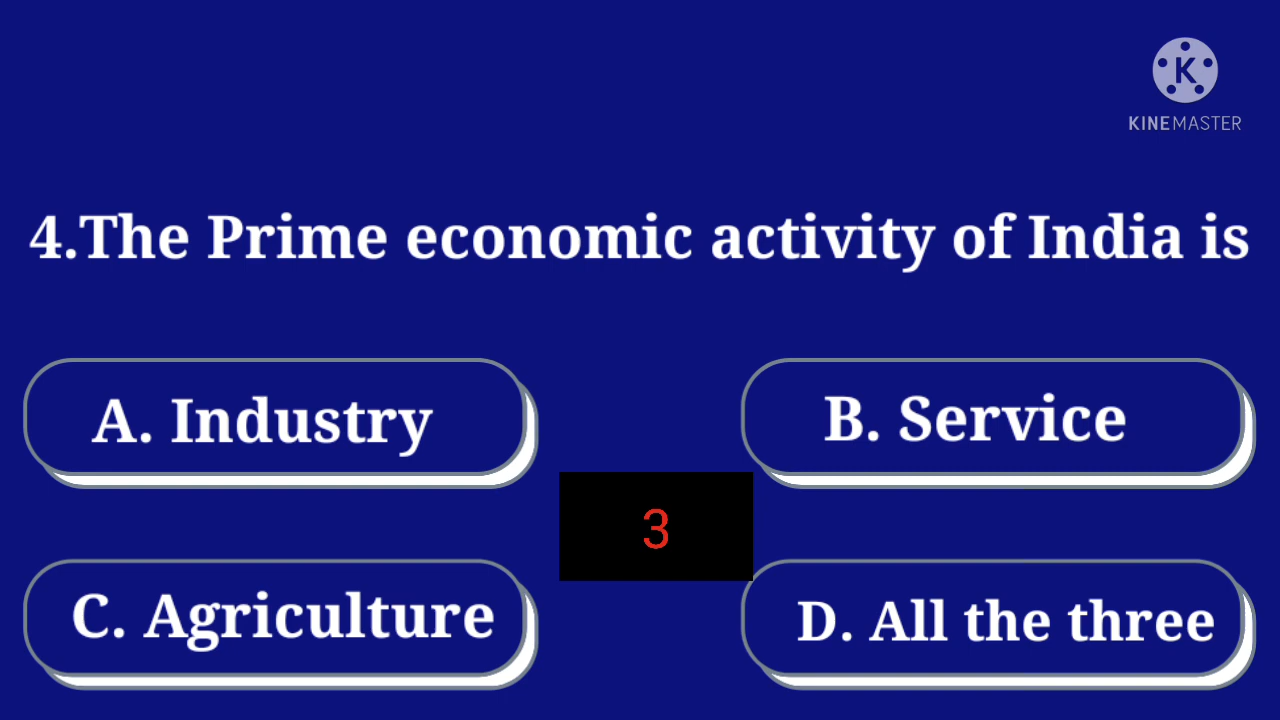 K
KINEMASTER
4.The Prime economic activity of India is
A. Industry
B. Service
3
C. Agriculture
D. All the three